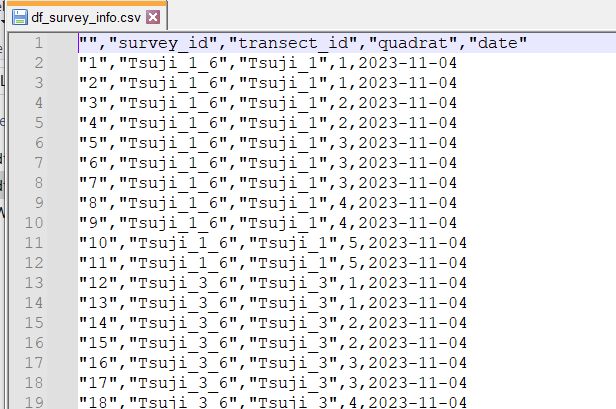 df_survey_info.csv
1 "","survey_id","transect_id","quadrat","date"
2 "1","Tsuji_1_6","Tsuji_1",1,2023-11-04
3 "2","Tsuji_1_6","Tsuji_1",1,2023-11-04
4 "3","Tsuji_1_6","Tsuji_1",2,2023-11-04
5 "4","Tsuji_1_6","Tsuji_1",2,2023-11-04
6 "5","Tsuji_1_6","Tsuji_1",3,2023-11-04
7 "6","Tsuji_1_6","Tsuji_1",3,2023-11-04
8 "7","Tsuji_1_6","Tsuji_1",3,2023-11-04
9 "8","Tsuji_1_6","Tsuji_1",4,2023-11-04
10 "9","Tsuji_1_6","Tsuji_1",4,2023-11-04
11 "10","Tsuji_1_6","Tsuji_1",5,2023-11-04
12 "11","Tsuji_1_6","Tsuji_1",5,2023-11-04
13 "12","Tsuji_3_6","Tsuji_3",1,2023-11-04
14 "13","Tsuji_3_6","Tsuji_3",1,2023-11-04
15 "14","Tsuji_3_6","Tsuji_3",2,2023-11-04
16 "15","Tsuji_3_6","Tsuji_3",2,2023-11-04
17 "16","Tsuji_3_6","Tsuji_3",3,2023-11-04
18 "17","Tsuji_3_6","Tsuji_3",3,2023-11-04
19 "18","Tsuji_3_6","Tsuji_3",4,2023-11-04